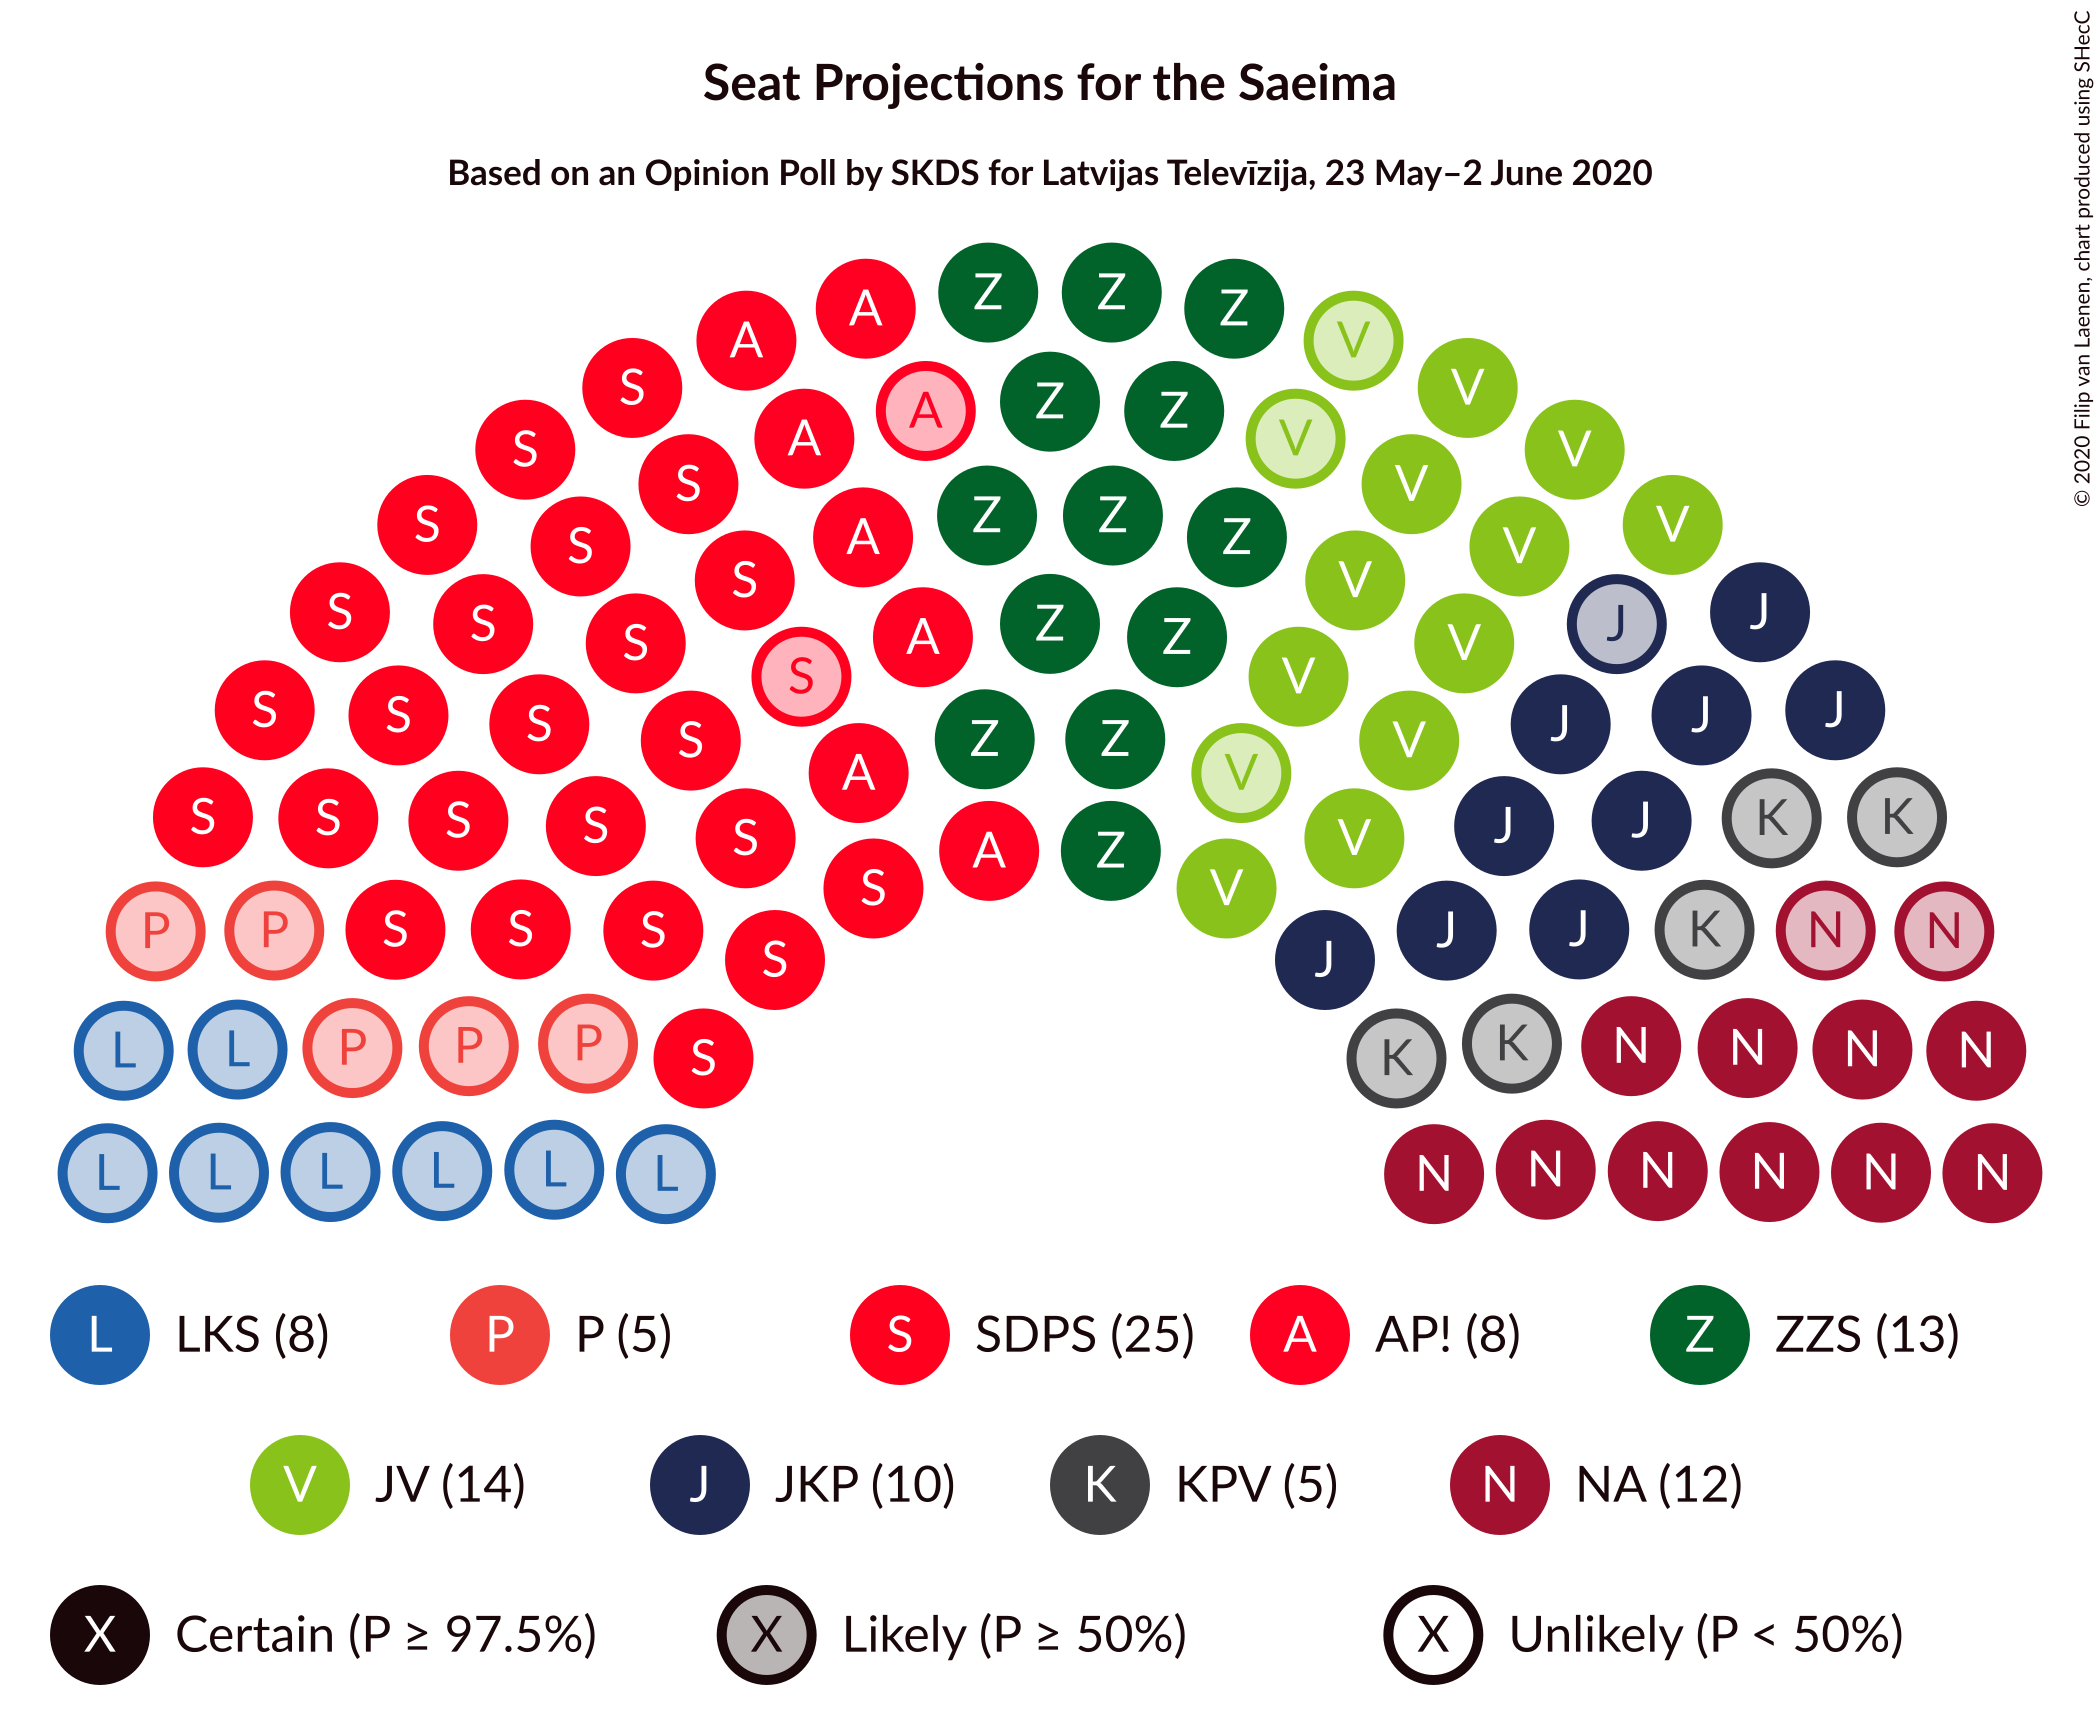 Seat Projections for the Saeima
Based on an Opinion Poll by SKDS for Latvijas Televīzija, 23 May–2 June 2020
© 2020 Filip van Laenen, chart produced using SHecC
Z Z
A Z
A V
S A Z V
A Z
S V
S A V
S V
Z Z
S A Z
S V
S V
S J
S Z J
S A Z V
S V
S V
S J
S J
S J
S S Z Z V
S A V
S S K K
S J
S S J
S V
A Z
S V
S S J J K
P P S S N N
S J
L L P P P K N N N N
S K
L L L L L L N N N N N N
L LKS (8) P P (5) S SDPS (25) A AP! (8) Z ZZS (13)
V JV (14) J JKP (10) K KPV (5) N NA (12)
X Certain (P ≥ 97.5%) X Likely (P ≥ 50%) X Unlikely (P < 50%)